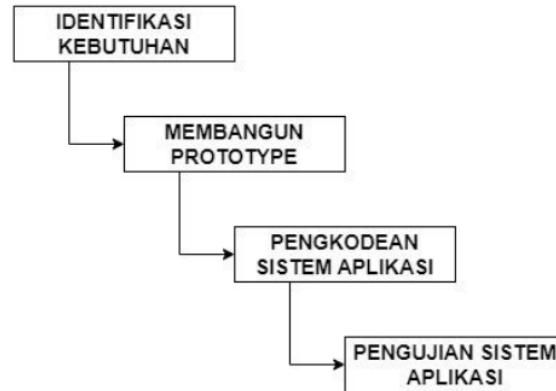 IDENTIFIKASI
KEBUTUHAN
MEMBANGUN
PROTOTYPE
PENGKODEAN
SISTEM APLIKASI
PENGUJIAN SISTEM
APLIKASI